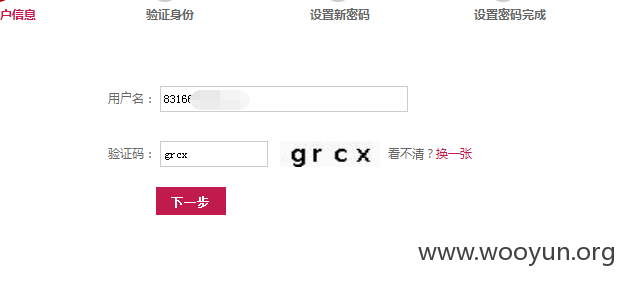 户信息 验证身份 设置新密码 设置密码完成
用户名： 8316
验证码： grcx grcx 看不清？换一张
下一步
www.wooyun.org